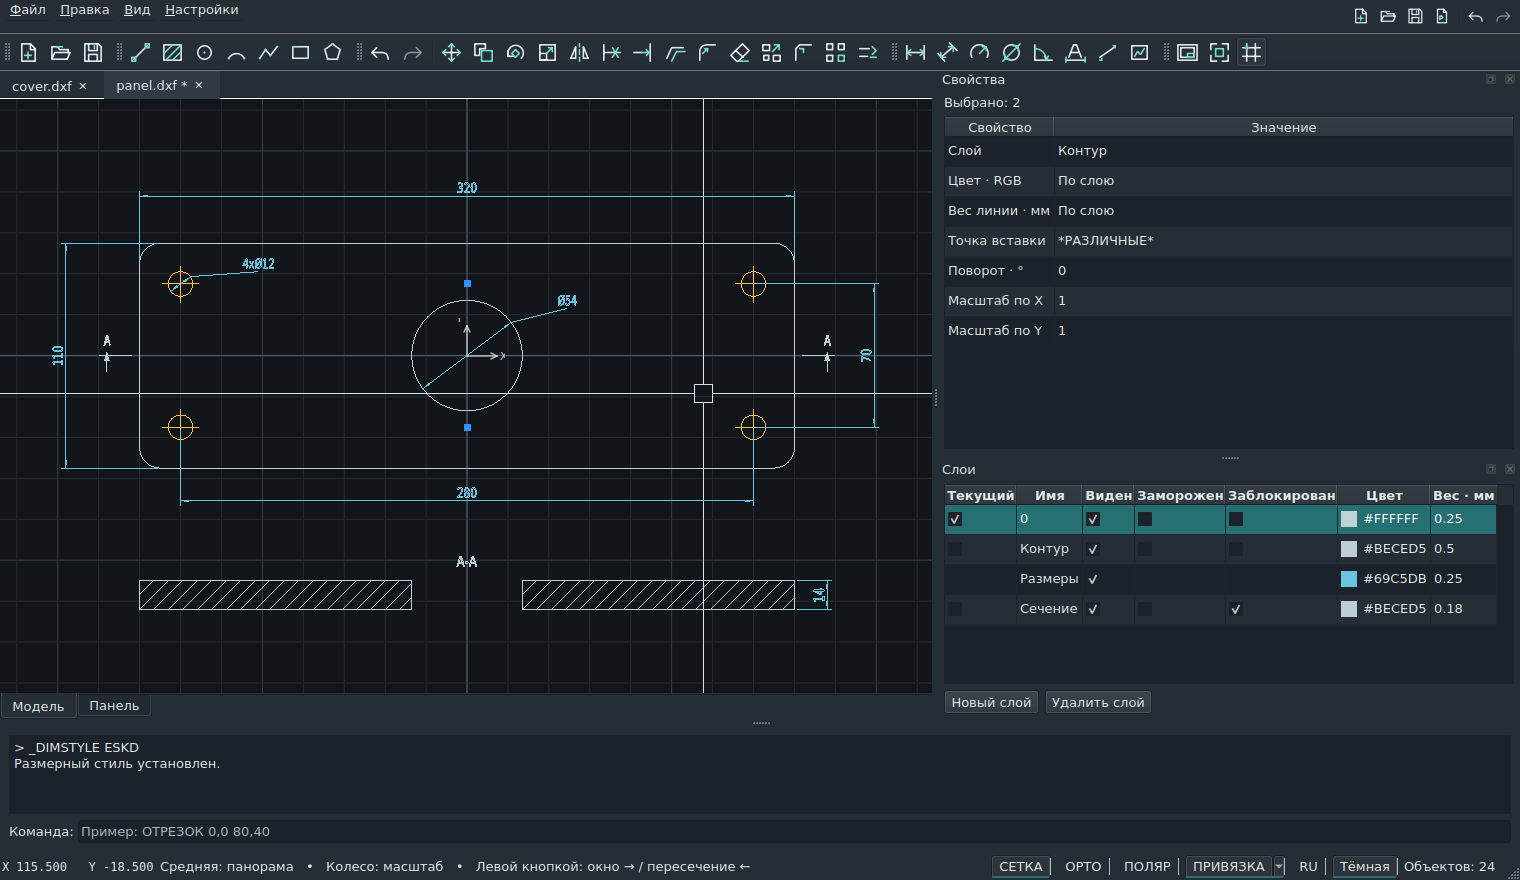 Файл Правка Вид Настройки
cover.dxf × panel.dxf * ×
Свойства
Выбрано: 2
Свойство Значение
Слой Контур
Цвет · RGB По слою
Вес линии · мм По слою
Точка вставки *РАЗЛИЧНЫЕ*
Поворот · ° 0
Масштаб по X 1
Масштаб по Y 1
320
4xØ12
Ø54
A A
110
70
X
280
A-A
14
Слои
Текущий Имя Виден Заморожен Заблокирован Цвет Вес · мм
0 #FFFFFF 0.25
Контур #BECED5 0.5
Размеры #69C5DB 0.25
Сечение #BECED5 0.18
Новый слой Удалить слой
Модель Панель
> _DIMSTYLE ESKD
Размерный стиль установлен.
Команда: Пример: ОТРЕЗОК 0,0 80,40
X 115.500 Y -18.500 Средняя: панорама • Колесо: масштаб • Левой кнопкой: окно → / пересечение ← СЕТКА ОРТО ПОЛЯР ПРИВЯЗКА RU Тёмная Объектов: 24